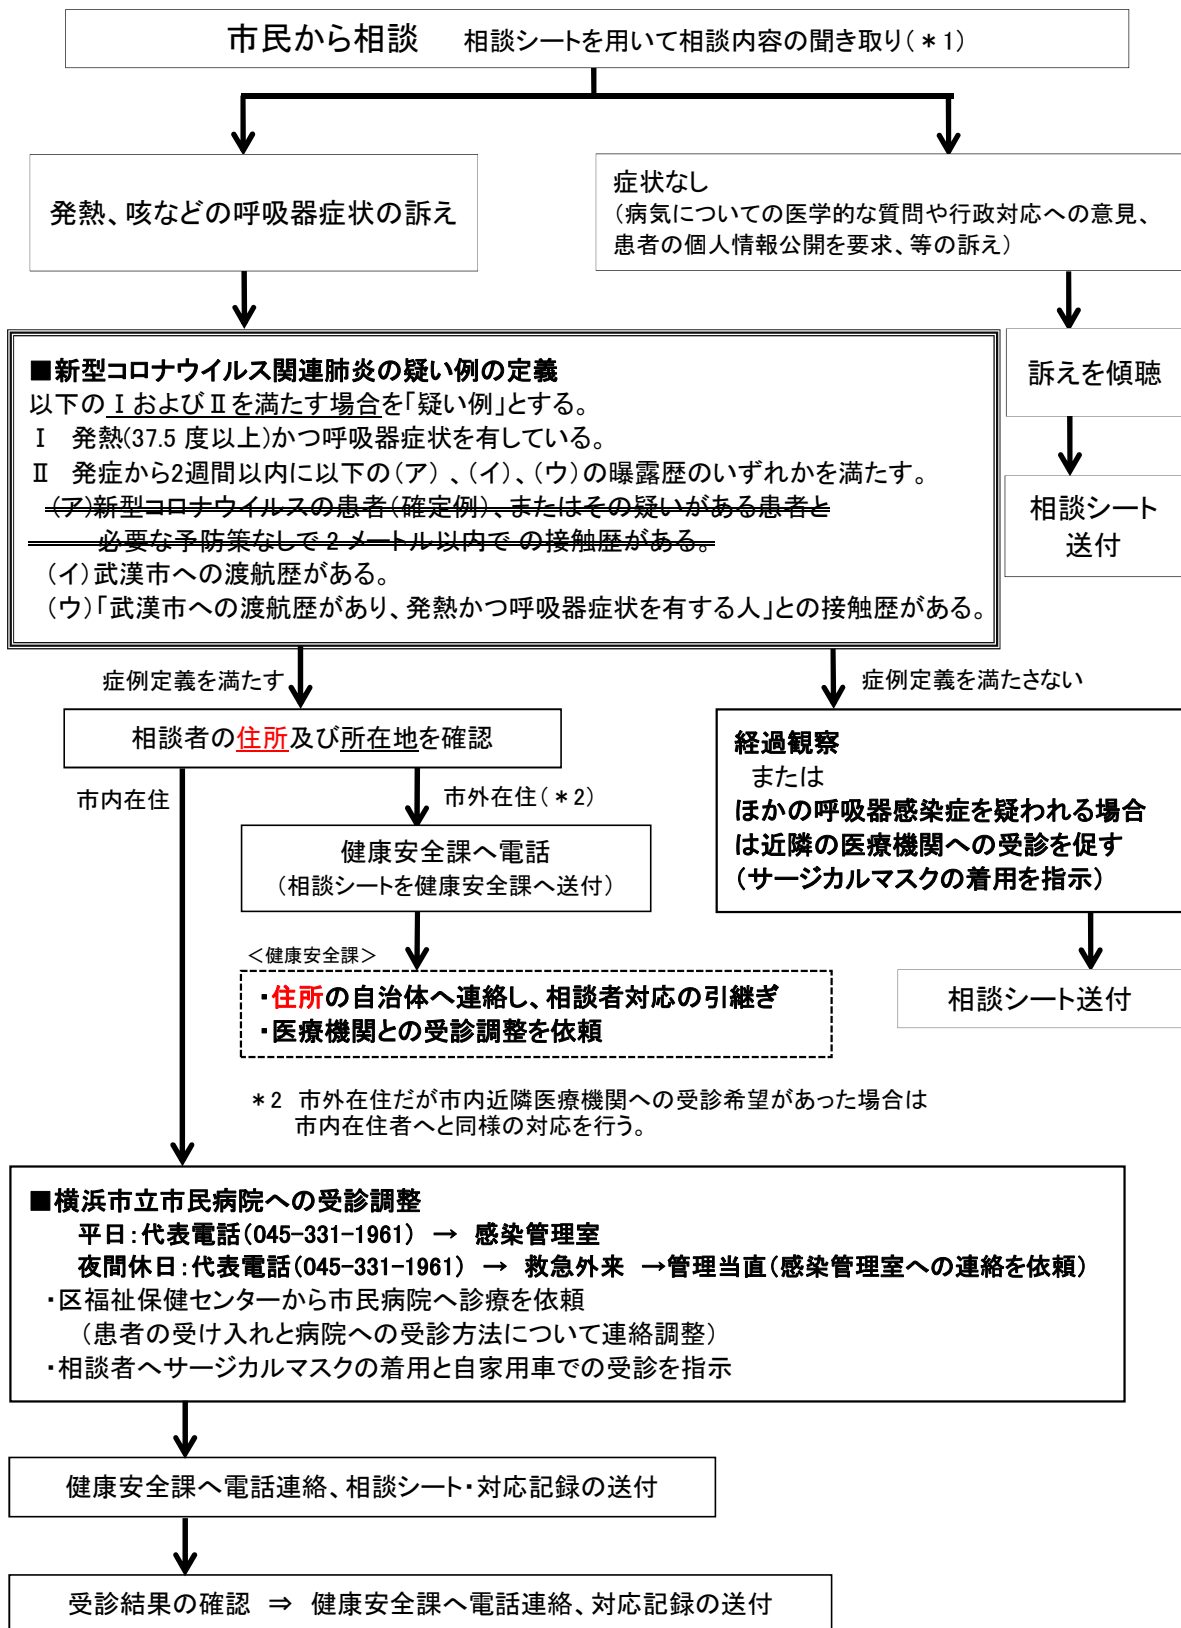 市民から相談　相談シートを用いて相談内容の聞き取り(＊1)
発熱、咳などの呼吸器症状の訴え
症状なし
(病気についての医学的な質問や行政対応への意見、
患者の個人情報公開を要求、等の訴え)
■新型コロナウイルス関連肺炎の疑い例の定義
以下のⅠおよびⅡを満たす場合を「疑い例」とする。
Ⅰ　発熱(37.5 度以上)かつ呼吸器症状を有している。
Ⅱ　発症から2週間以内に以下の(ア)、(イ)、(ウ)の曝露歴のいずれかを満たす。
(ア)新型コロナウイルスの患者(確定例)、またはその疑いがある患者と
必要な予防策なしで 2 メートル以内で の接触歴がある。
(イ)武漢市への渡航歴がある。
(ウ)「武漢市への渡航歴があり、発熱かつ呼吸器症状を有する人」との接触歴がある。
訴えを傾聴
相談シート
送付
症例定義を満たす
症例定義を満たさない
相談者の住所及び所在地を確認
市内在住
市外在住(＊2)
健康安全課へ電話
(相談シートを健康安全課へ送付)
＜健康安全課＞
・住所の自治体へ連絡し、相談者対応の引継ぎ
・医療機関との受診調整を依頼
経過観察
または
ほかの呼吸器感染症を疑われる場合
は近隣の医療機関への受診を促す
(サージカルマスクの着用を指示)
相談シート送付
＊2　市外在住だが市内近隣医療機関への受診希望があった場合は
市内在住者へと同様の対応を行う。
■横浜市立市民病院への受診調整
平日：代表電話(045-331-1961)　→　感染管理室
夜間休日：代表電話(045-331-1961)　→　救急外来　→管理当直(感染管理室への連絡を依頼)
・区福祉保健センターから市民病院へ診療を依頼
(患者の受け入れと病院への受診方法について連絡調整)
・相談者へサージカルマスクの着用と自家用車での受診を指示
健康安全課へ電話連絡、相談シート・対応記録の送付
受診結果の確認　⇒　健康安全課へ電話連絡、対応記録の送付